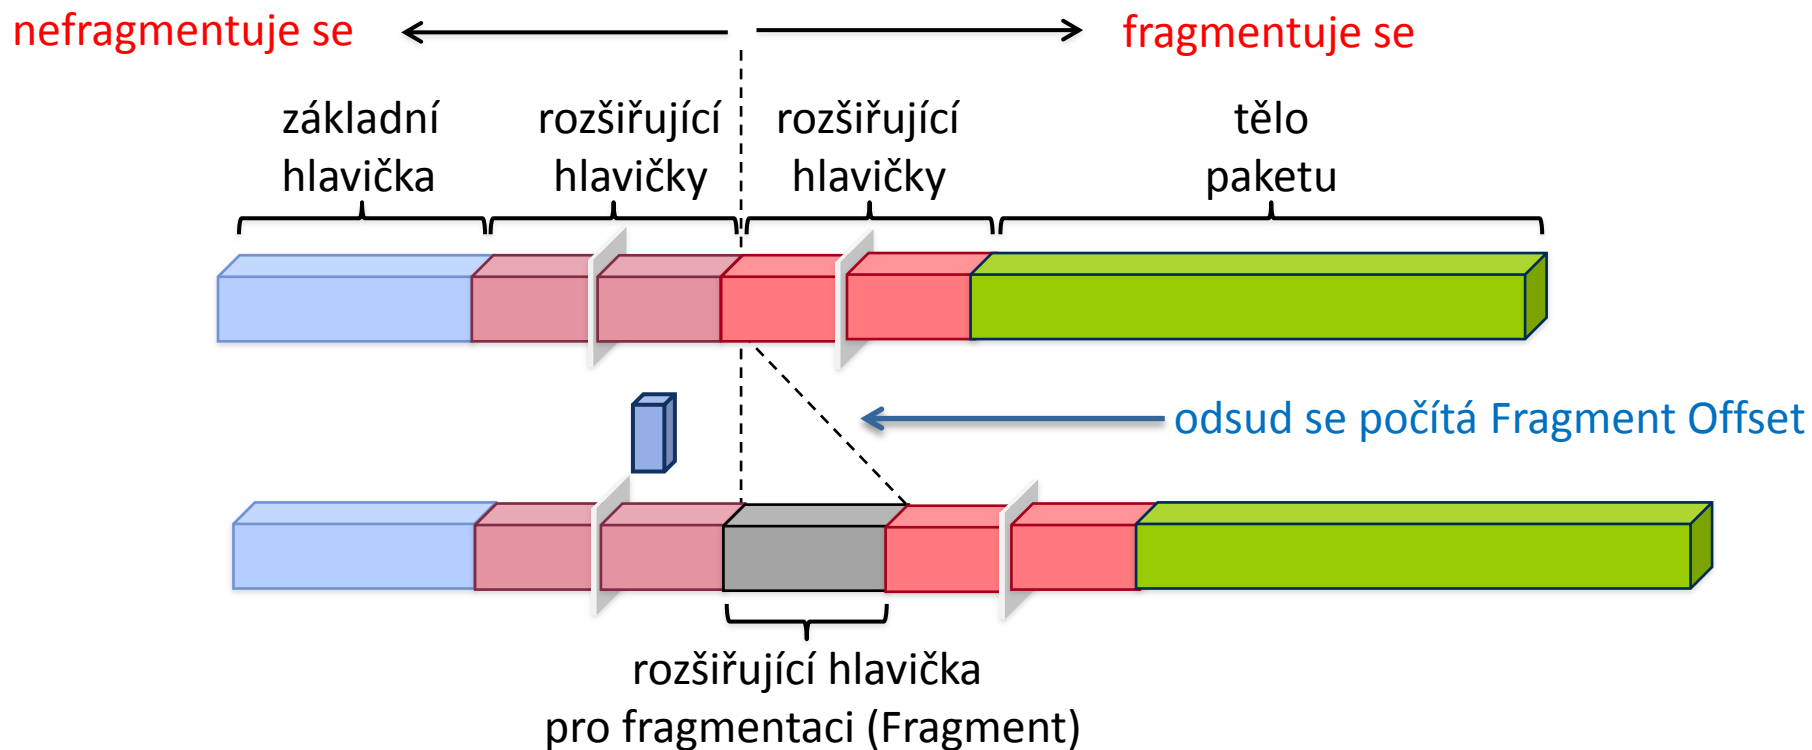 nefragmentuje se
fragmentuje se
základní
hlavička
rozšiřující
hlavičky
rozšiřující
hlavičky
tělo
paketu
odsud se počítá Fragment Offset
rozšiřující hlavička
pro fragmentaci (Fragment)